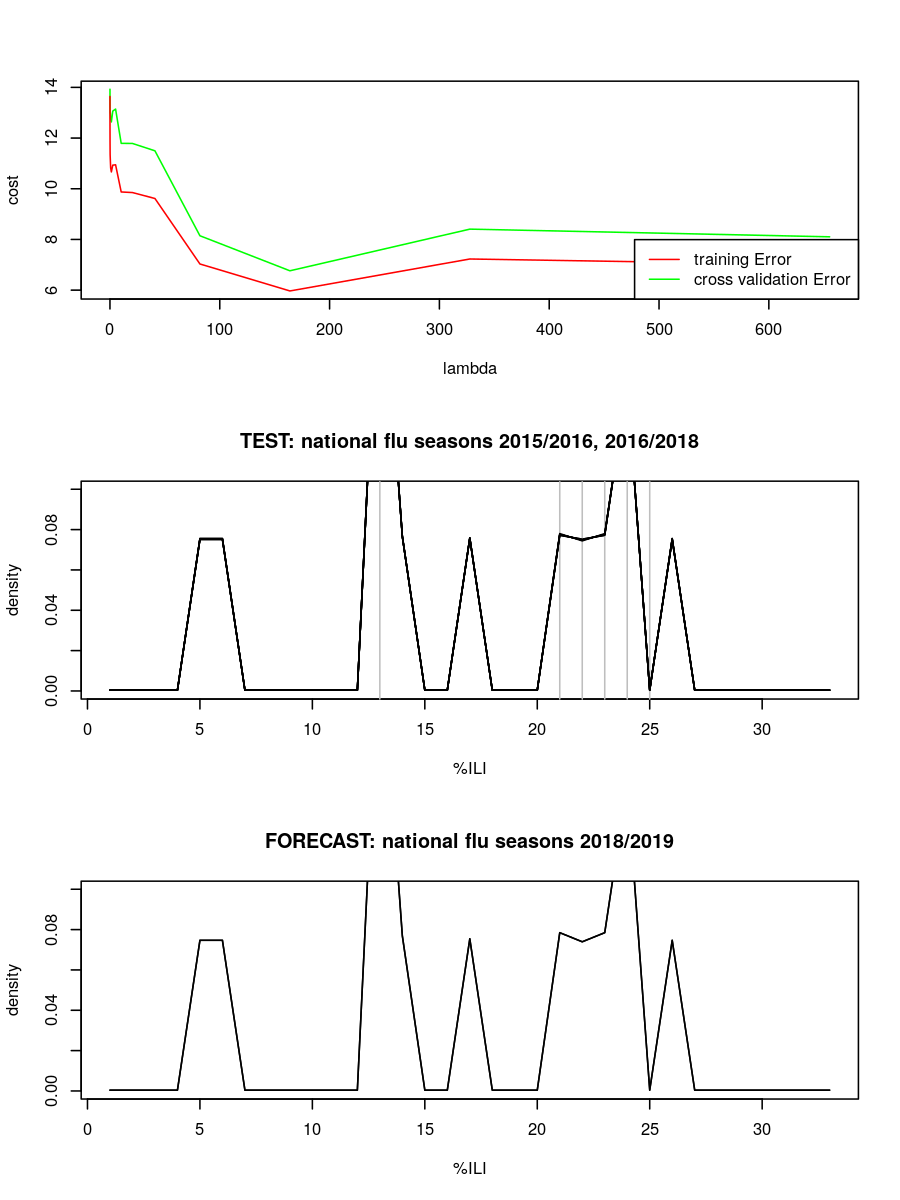 14
12
10
8
6
cost
0 100 200 300 400 500 600
lambda
training Error
cross validation Error
TEST: national flu seasons 2015/2016, 2016/2018
0.08
0.04
0.00
density
0 5 10 15 20 25 30
%ILI
FORECAST: national flu seasons 2018/2019
0.08
0.04
0.00
density
0 5 10 15 20 25 30
%ILI